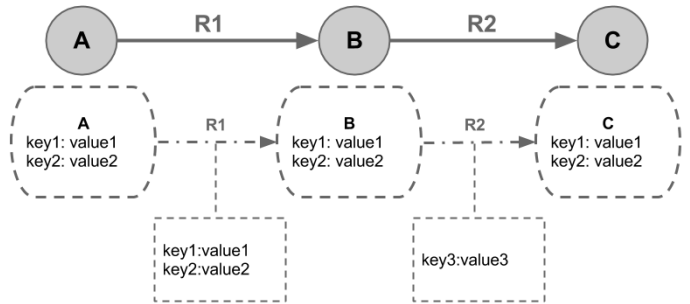 R1
R2
A
B
C
A
key1: value1
key2: value2
R1
B
key1: value1
key2: value2
R2
C
key1: value1
key2: value2
key1:value1
key2:value2
key3:value3